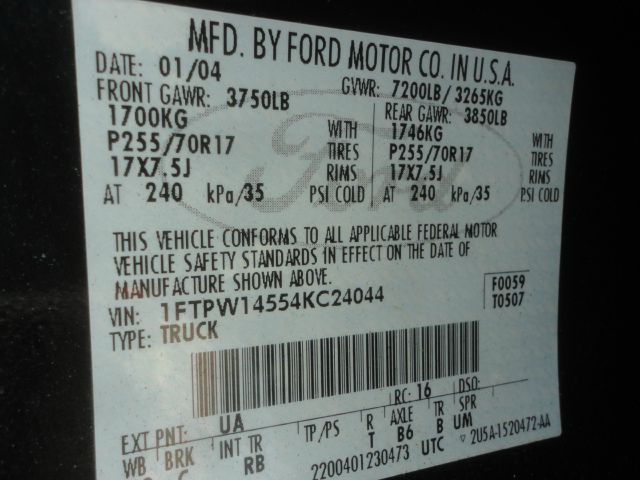 MFD. BY FORD MOTOR CO. IN U.S.A.
DATE: 01/04 GVWR: 7200LB / 3265KG
FRONT GAWR: 3750LB REAR GAWR: 3850LB
1700KG WITH 1746KG WITH
P255/70R17 TIRES P255/70R17 TIRES
17X7.5J RIMS 17X7.5J RIMS
AT 240 kPa/35 PSI COLD AT 240 kPa/35 PSI COLD
Ford
THIS VEHICLE CONFORMS TO ALL APPLICABLE FEDERAL MOTOR
VEHICLE SAFETY STANDARDS IN EFFECT ON THE DATE OF
MANUFACTURE SHOWN ABOVE.
VIN: 1FTPW14554KC24044 F0059
TYPE: TRUCK T0507
EXT PNT: UA RC: 16 DSO:
WB BRK INT TR TP/PS R AXLE TR SPR
C RB T B6 B UM
2200401230473 UTC 2U5A-1520472-AA